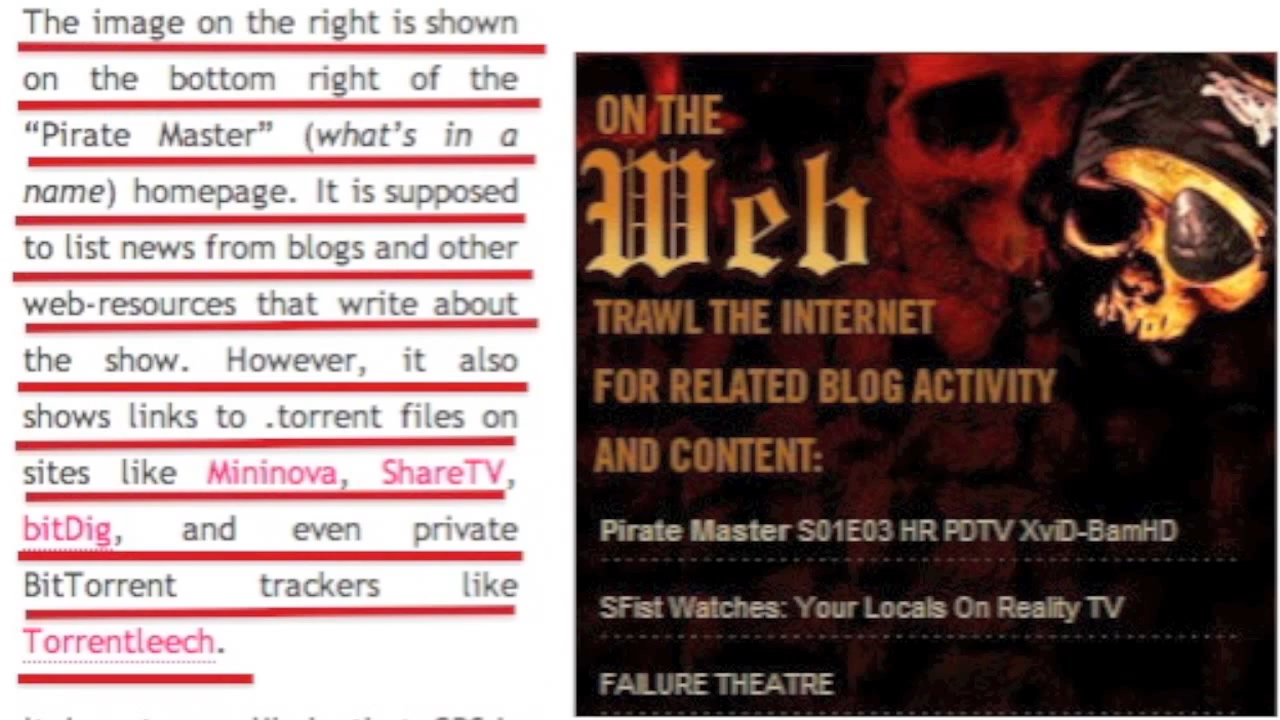 The image on the right is shown
on the bottom right of the
“Pirate Master” (what’s in a
name) homepage. It is supposed
to list news from blogs and other
web-resources that write about
the show. However, it also
shows links to .torrent files on
sites like Mininova, ShareTV,
bitDig, and even private
BitTorrent trackers like
Torrentleech.
ON THE
Web
TRAWL THE INTERNET
FOR RELATED BLOG ACTIVITY
AND CONTENT:
Pirate Master S01E03 HR PDTV XviD-BamHD
SFist Watches: Your Locals On Reality TV
FAILURE THEATRE